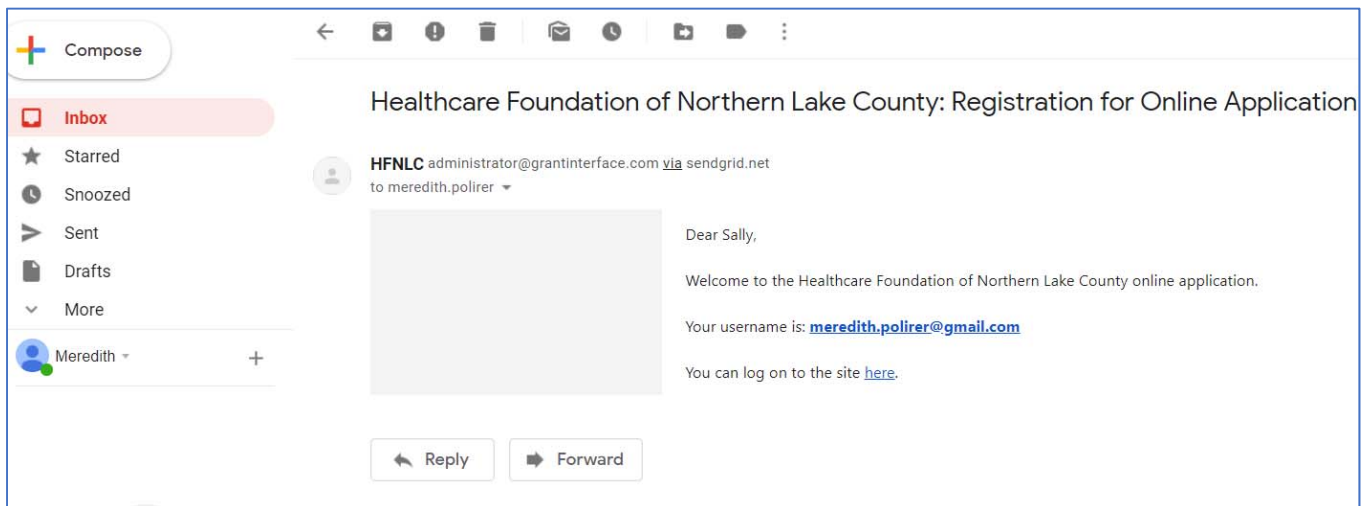 Compose
Inbox
Starred
Snoozed
Sent
Drafts
More
Meredith
Healthcare Foundation of Northern Lake County: Registration for Online Application
HFNLC administrator@grantinterface.com via sendgrid.net
to meredith.polirer
Dear Sally,
Welcome to the Healthcare Foundation of Northern Lake County online application.
Your username is: meredith.polirer@gmail.com
You can log on to the site here.
Reply
Forward